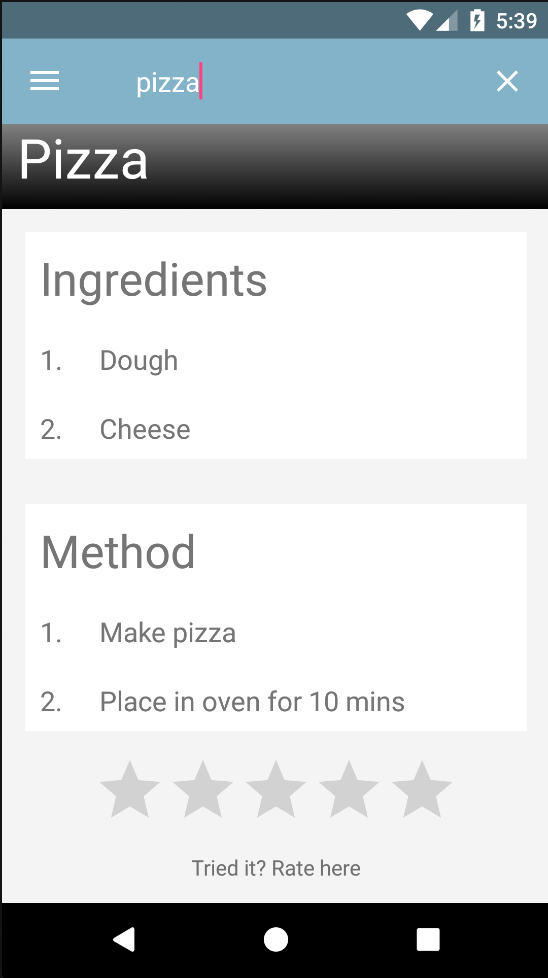 5:39
pizza
Pizza
Ingredients
1. Dough
2. Cheese
Method
1. Make pizza
2. Place in oven for 10 mins
Tried it? Rate here